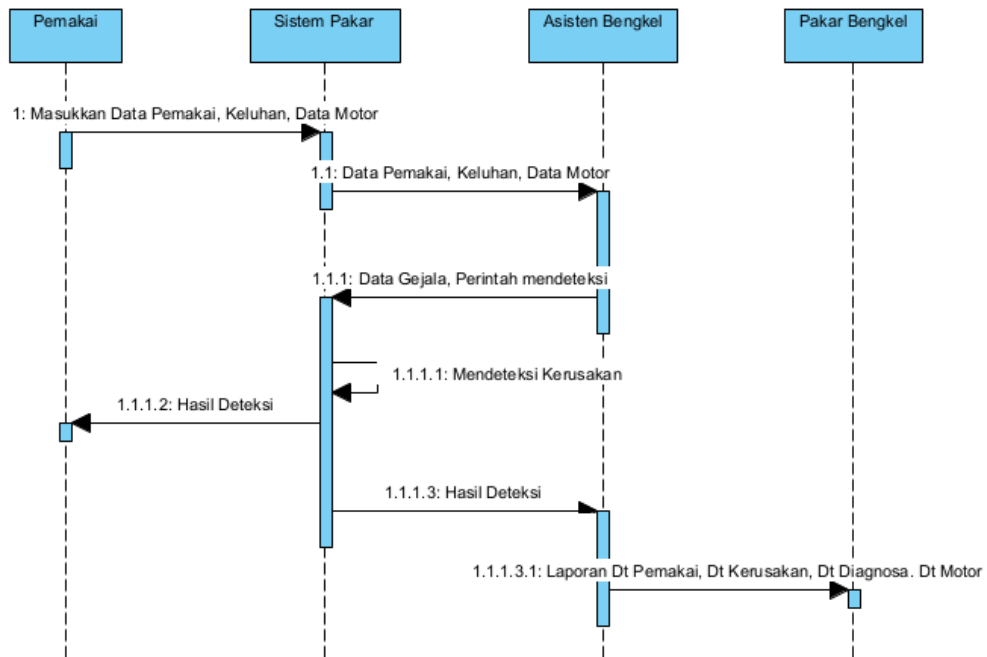 Pemakai
Sistem Pakar
Asisten Bengkel
Pakar Bengkel
1: Masukkan Data Pemakai, Keluhan, Data Motor
1.1: Data Pemakai, Keluhan, Data Motor
1.1.1: Data Gejala, Perintah mendeteksi
1.1.1.1: Mendeteksi Kerusakan
1.1.1.2: Hasil Deteksi
1.1.1.3: Hasil Deteksi
1.1.1.3.1: Laporan Dt Pemakai, Dt Kerusakan, Dt Diagnosa. Dt Motor